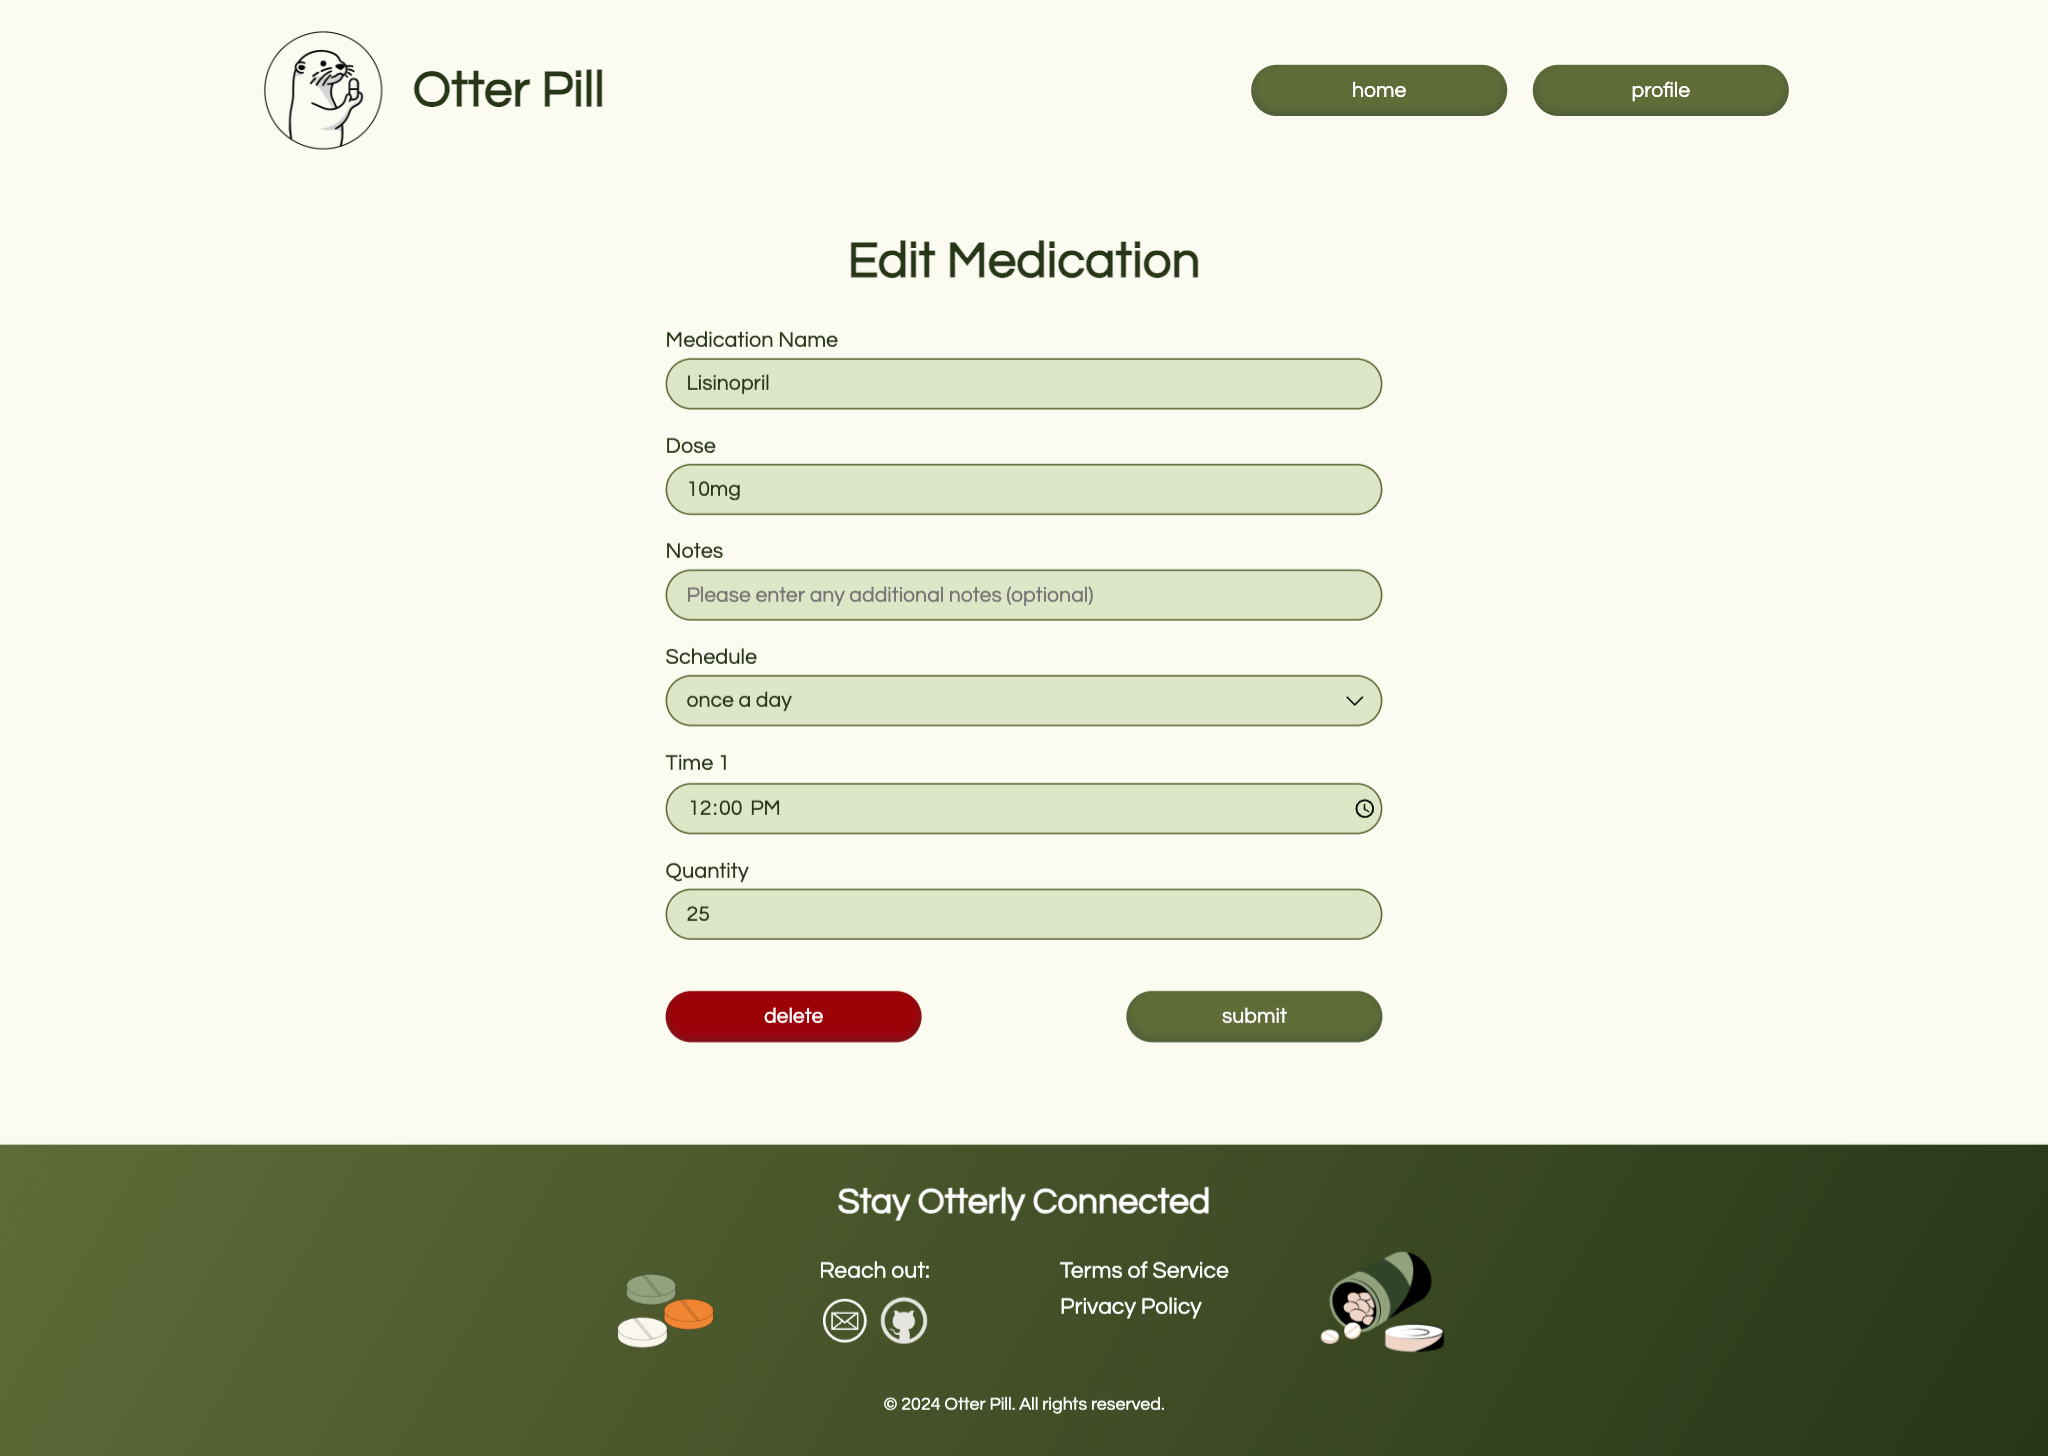 Otter Pill
home
profile
Edit Medication
Medication Name
Lisinopril
Dose
10mg
Notes
Please enter any additional notes (optional)
Schedule
once a day
Time 1
12:00 PM
Quantity
25
delete
submit
Stay Otterly Connected
Reach out:
Terms of Service
Privacy Policy
© 2024 Otter Pill. All rights reserved.